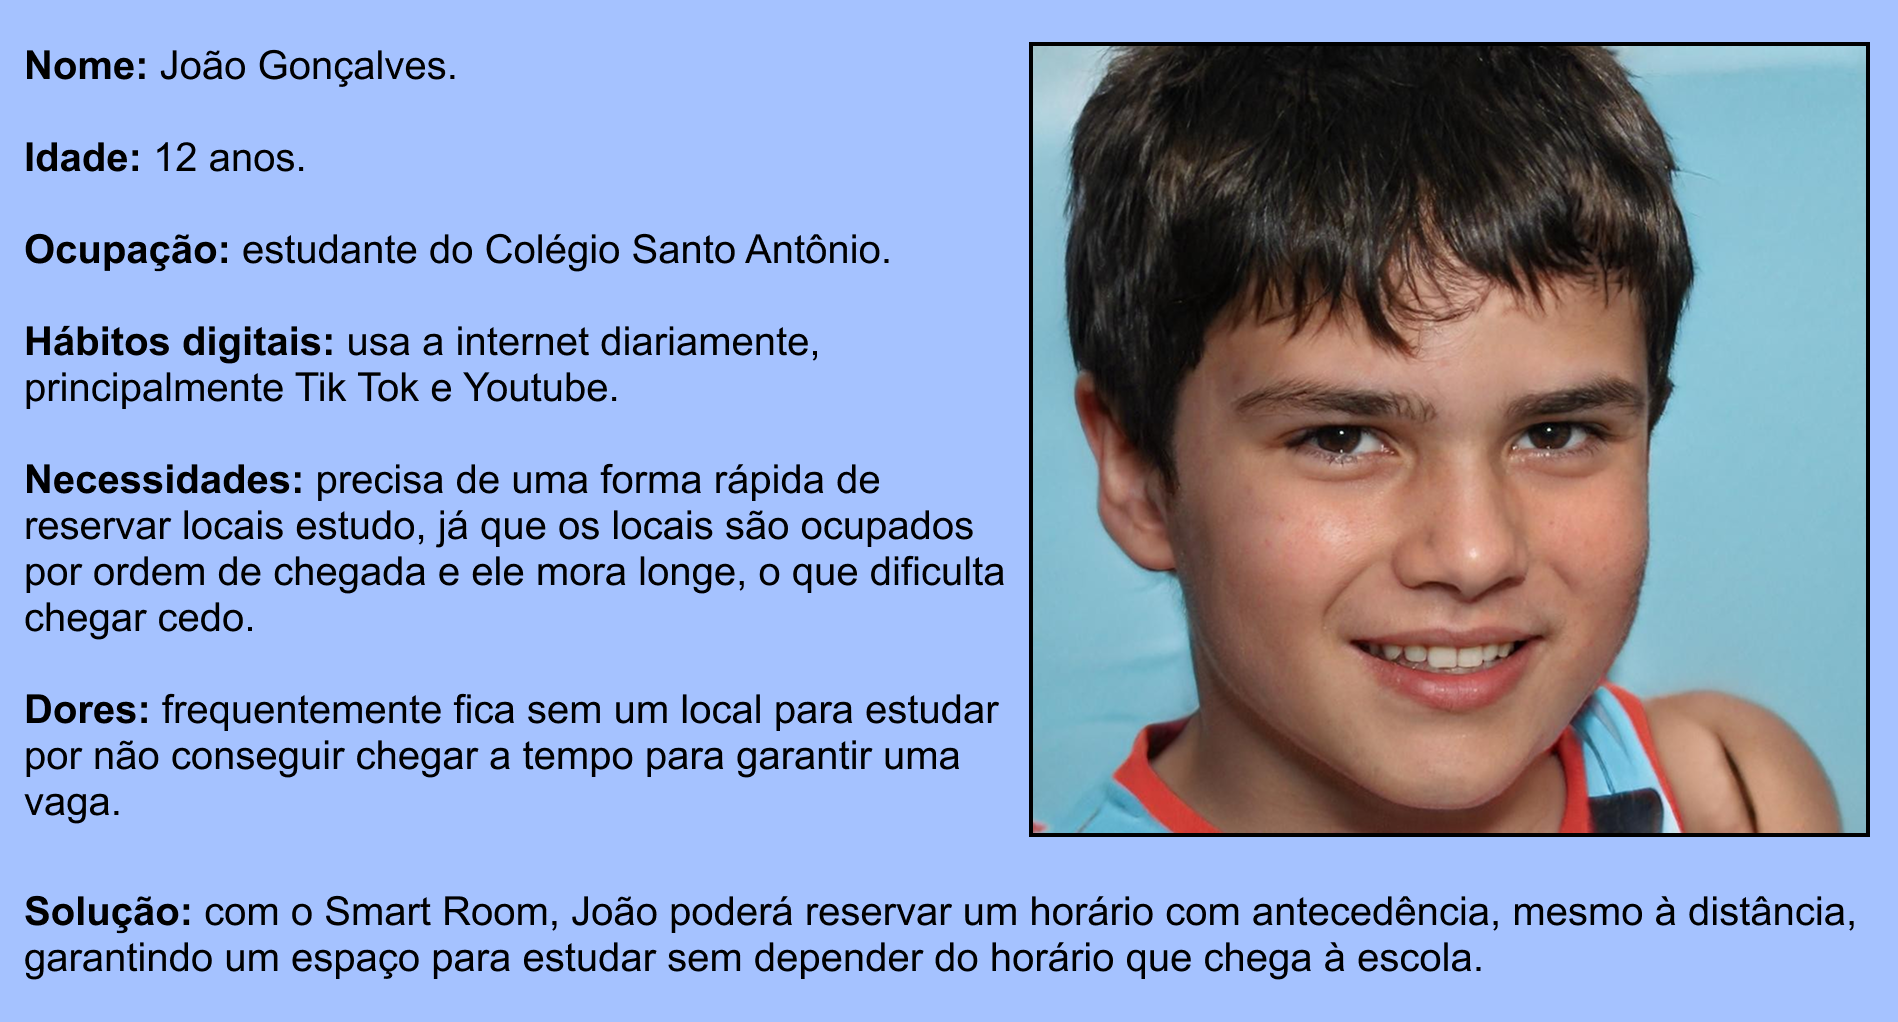 Nome: João Gonçalves.
Idade: 12 anos.
Ocupação: estudante do Colégio Santo Antônio.
Hábitos digitais: usa a internet diariamente,
principalmente Tik Tok e Youtube.
Necessidades: precisa de uma forma rápida de
reservar locais estudo, já que os locais são ocupados
por ordem de chegada e ele mora longe, o que dificulta
chegar cedo.
Dores: frequentemente fica sem um local para estudar
por não conseguir chegar a tempo para garantir uma
vaga.
Solução: com o Smart Room, João poderá reservar um horário com antecedência, mesmo à distância,
garantindo um espaço para estudar sem depender do horário que chega à escola.